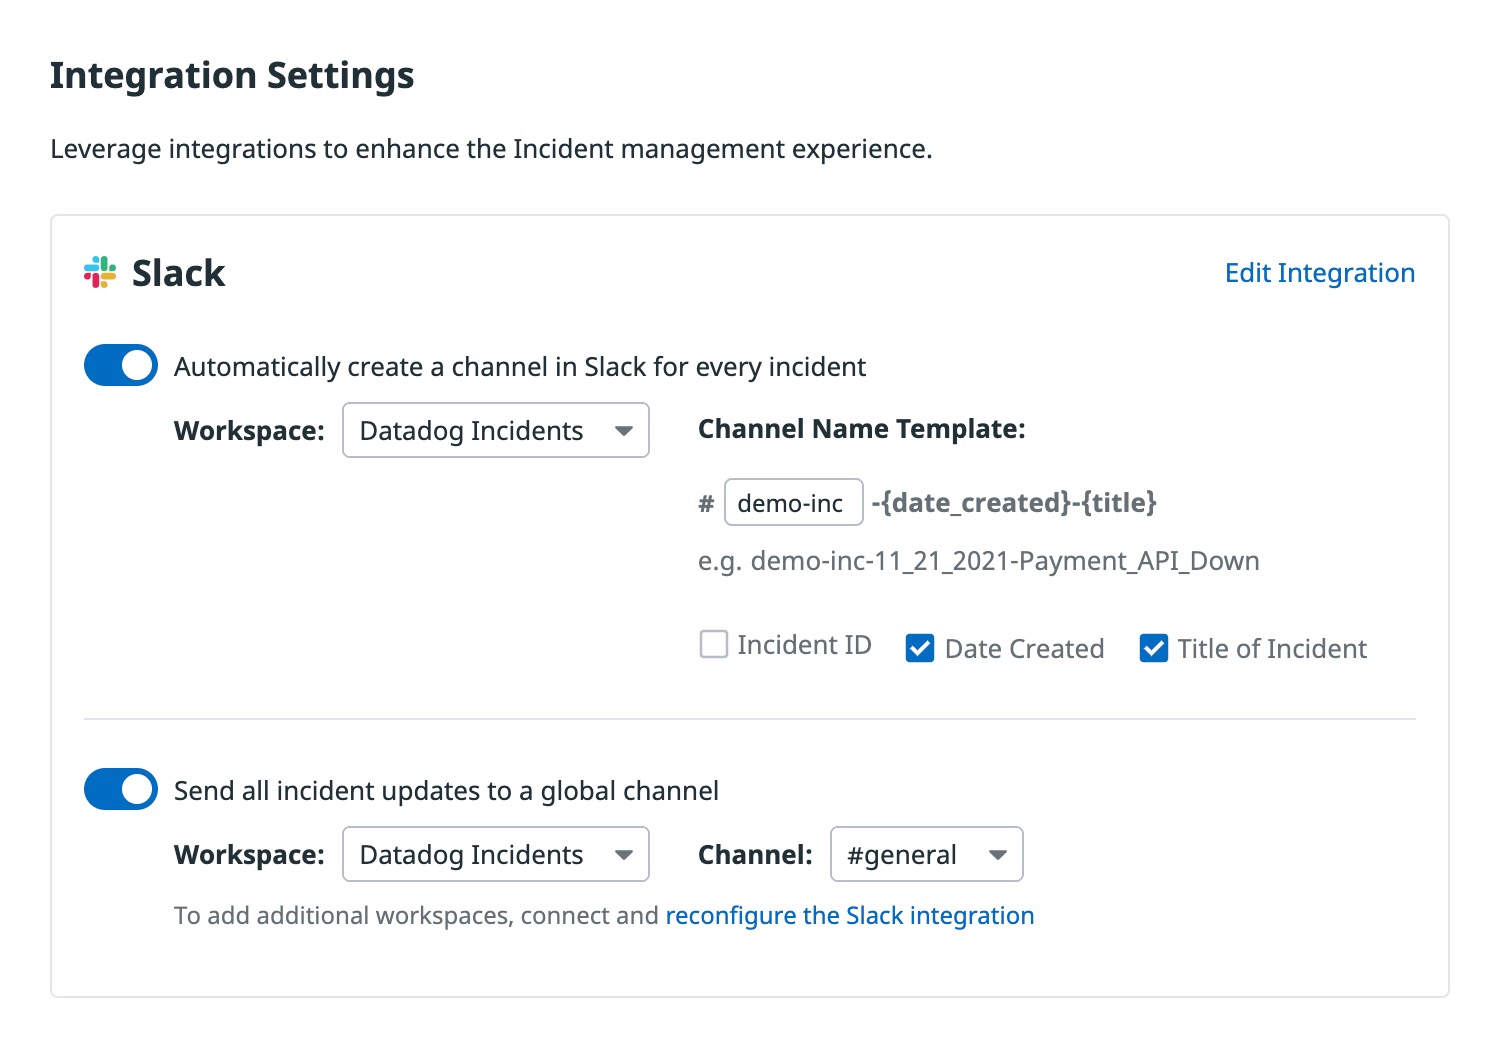 Integration Settings
Leverage integrations to enhance the Incident management experience.
Slack
Edit Integration
Automatically create a channel in Slack for every incident
Workspace: Datadog Incidents
Channel Name Template:
# demo-inc -{date_created}-{title}
e.g. demo-inc-11_21_2021-Payment_API_Down
Incident ID Date Created Title of Incident
Send all incident updates to a global channel
Workspace: Datadog Incidents Channel: #general
To add additional workspaces, connect and reconfigure the Slack integration